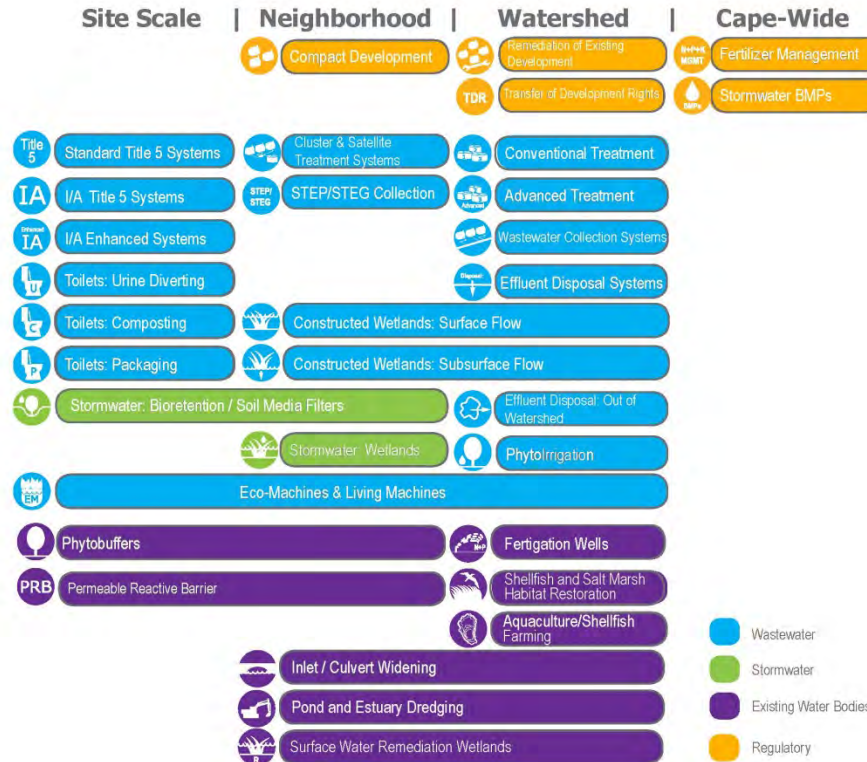 Site Scale | Neighborhood | Watershed | Cape-Wide
Compact Development
Remediation of Existing
Development
N+P+K
MGMT
Fertilizer Management
TDR
Transfer of Development Rights
BMPs
Stormwater BMPs
Title
5
Standard Title 5 Systems
Cluster & Satellite
Treatment Systems
Conventional Treatment
IA
I/A Title 5 Systems
STEP/
STEG
STEP/STEG Collection
Advanced
Advanced Treatment
Enhanced
IA
I/A Enhanced Systems
Wastewater Collection Systems
U
Toilets: Urine Diverting
Disposal
Effluent Disposal Systems
C
Toilets: Composting
Constructed Wetlands: Surface Flow
P
Toilets: Packaging
Constructed Wetlands: Subsurface Flow
Stormwater: Bioretention / Soil Media Filters
Effluent Disposal: Out of
Watershed
Stormwater Wetlands
PhytoIrrigation
EM
Eco-Machines & Living Machines
Phytobuffers
N+P
Fertigation Wells
PRB
Permeable Reactive Barrier
Shellfish and Salt Marsh
Habitat Restoration
Aquaculture/Shellfish
Farming
Inlet / Culvert Widening
Pond and Estuary Dredging
R
Surface Water Remediation Wetlands
Wastewater
Stormwater
Existing Water Bodies
Regulatory